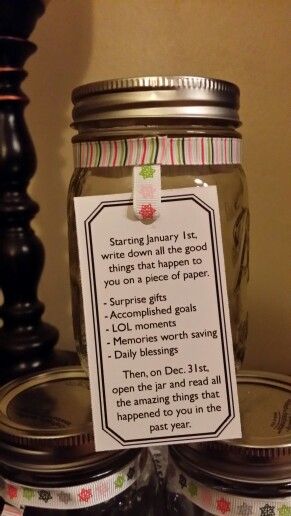 Starting January 1st,
write down all the good
things that happen to
you on a piece of paper.
- Surprise gifts
- Accomplished goals
- LOL moments
- Memories worth saving
- Daily blessings
Then, on Dec. 31st,
open the jar and read all
the amazing things that
happened to you in the
past year.